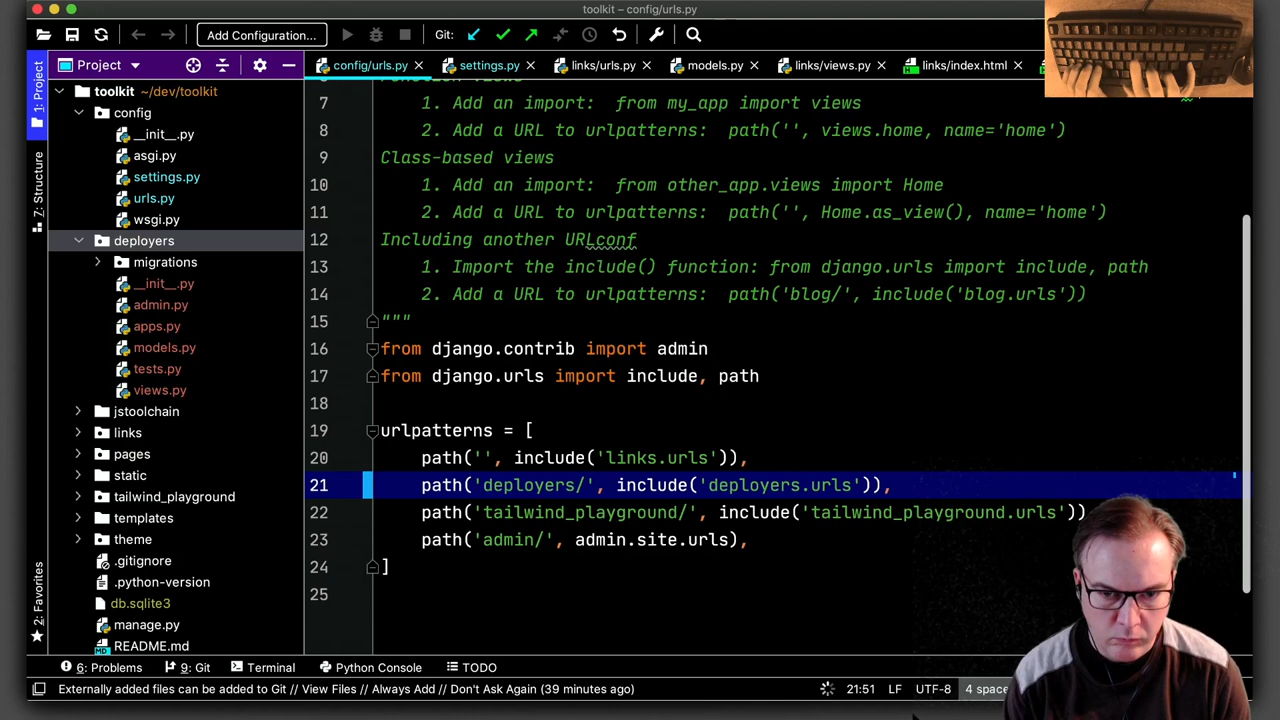 toolkit – config/urls.py
Add Configuration...
Git:
Project
config/urls.py
settings.py
links/urls.py
models.py
links/views.py
links/index.html
1: Project
Z: Structure
2: Favorites
toolkit ~/dev/toolkit
config
__init__.py
asgi.py
settings.py
urls.py
wsgi.py
deployers
migrations
__init__.py
admin.py
apps.py
models.py
tests.py
views.py
jstoolchain
links
pages
static
tailwind_playground
templates
theme
.gitignore
.python-version
db.sqlite3
manage.py
README.md
7 1. Add an import: from my_app import views
8 2. Add a URL to urlpatterns: path('', views.home, name='home')
9 Class-based views
10 1. Add an import: from other_app.views import Home
11 2. Add a URL to urlpatterns: path('', Home.as_view(), name='home')
12 Including another URLconf
13 1. Import the include() function: from django.urls import include, path
14 2. Add a URL to urlpatterns: path('blog/', include('blog.urls'))
15 """
16 from django.contrib import admin
17 from django.urls import include, path
18
19 urlpatterns = [
20 path('', include('links.urls')),
21 path('deployers/', include('deployers.urls')),
22 path('tailwind_playground/', include('tailwind_playground.urls'))
23 path('admin/', admin.site.urls),
24 ]
25
6: Problems
9: Git
Terminal
Python Console
TODO
Externally added files can be added to Git // View Files // Always Add // Don't Ask Again (39 minutes ago)
21:51 LF UTF-8 4 space